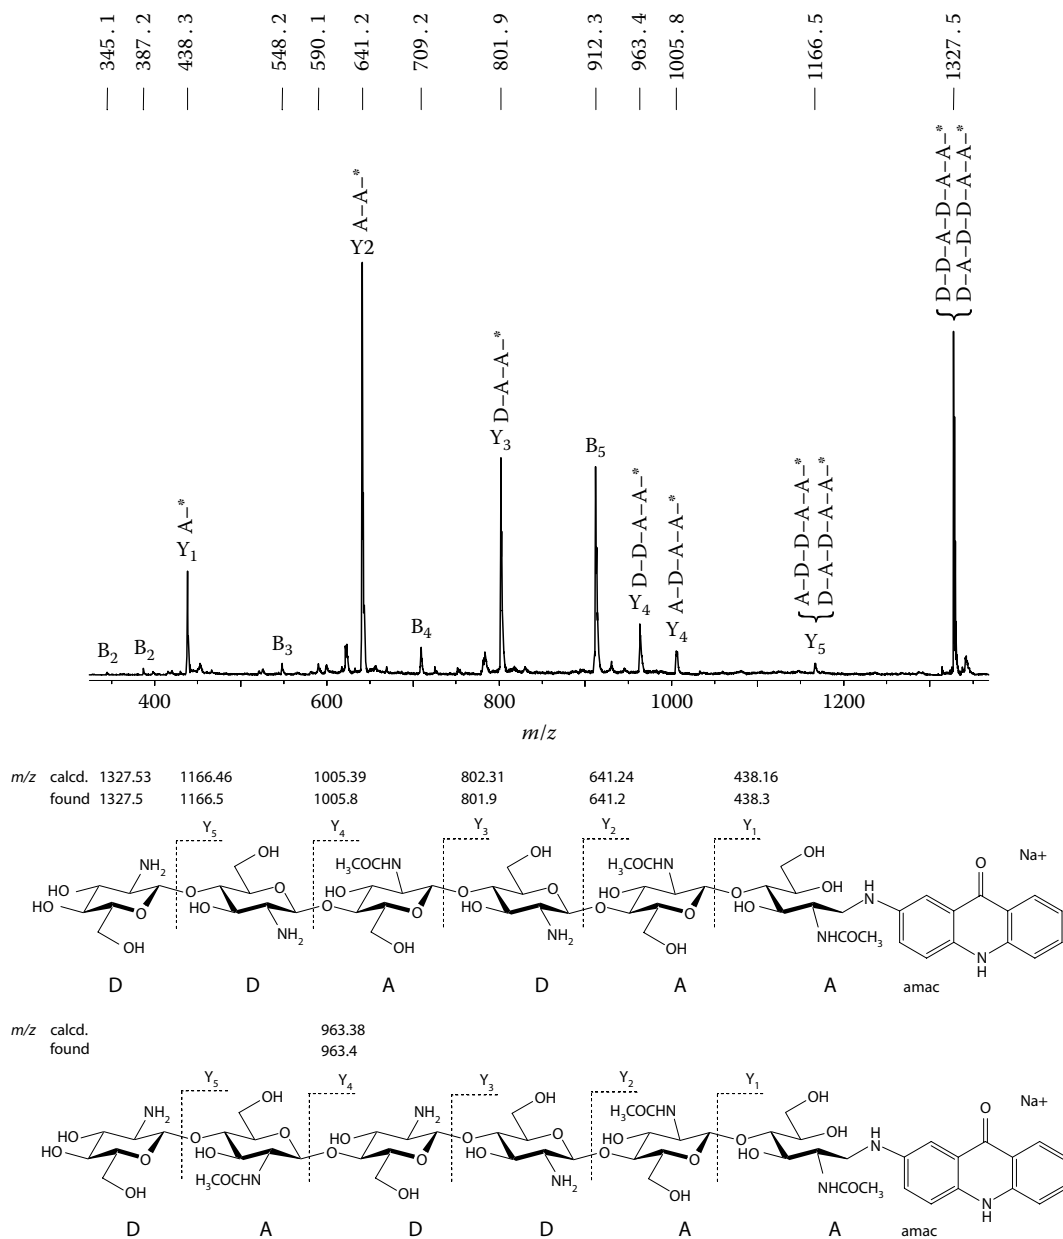 345.1 387.2 438.3 548.2 590.1 641.2 709.2 801.9 912.3 963.4 1005.8 1166.5 1327.5
D–D–A–D–A–A–*
D–A–D–D–A–A–*
A–A–*
Y2
D–A–A–*
Y3
B5
A–*
Y1
D–D–A–A–*
Y4
A–D–A–A–*
Y4
A–D–D–A–A–*
D–A–D–A–A–*
Y5
B2 B2 B3 B4
400 600 800 1000 1200
m/z
m/z calcd. 1327.53 1166.46 1005.39 802.31 641.24 438.16
found 1327.5 1166.5 1005.8 801.9 641.2 438.3
Y5 Y4 Y3 Y2 Y1
NH2 OH H3COCHN OH H3COCHN OH O Na+
HO O O HO O O HO O O OH H N
HO O HO O O HO O O HO
OH NH2 OH NH2 OH NHCOCH3 N H
D D A D A A amac
m/z calcd. 963.38
found 963.4
Y5 Y4 Y3 Y2 Y1
NH2 OH NH2 OH H3COCHN OH O Na+
HO O O HO O O HO O O OH H N
HO O HO O O HO O O HO
OH H3COCHN OH NH2 OH NHCOCH3 N H
D A D D A A amac